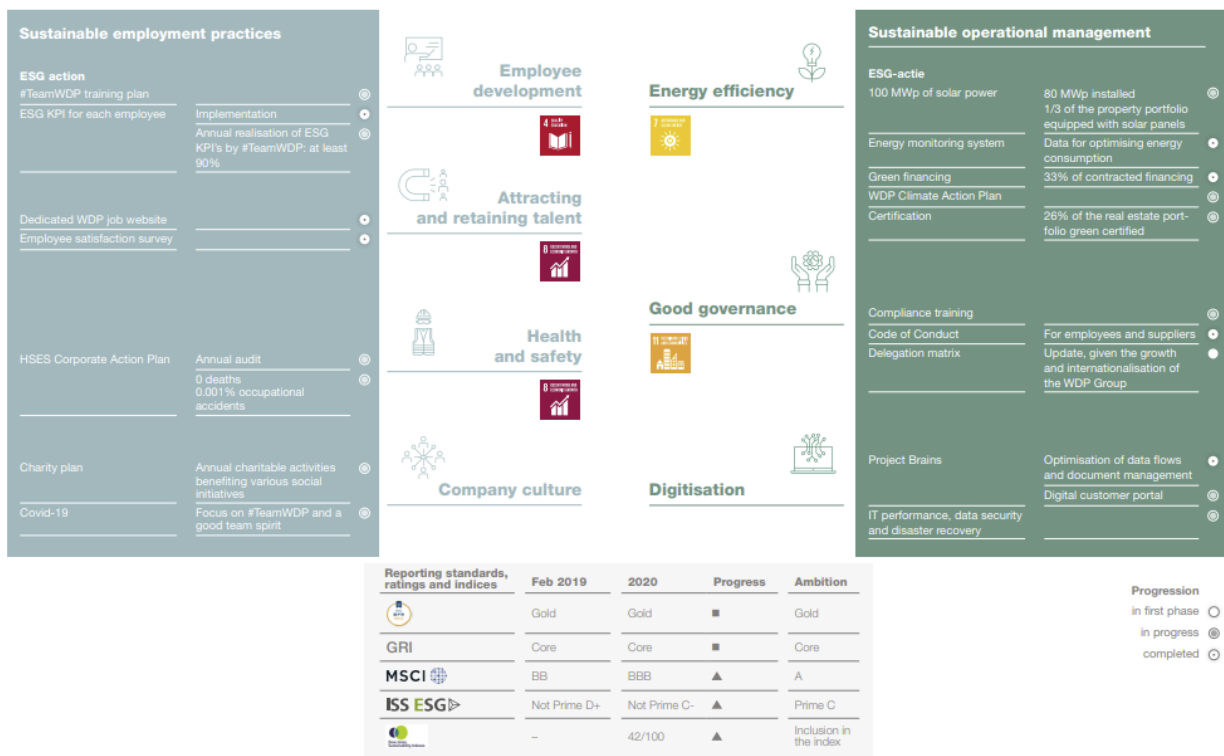 Sustainable employment practices
ESG action
#TeamWDP training plan
ESG KPI for each employee
Implementation
Annual realisation of ESG
KPI's by #TeamWDP: at least
90%
Dedicated WDP job website
Employee satisfaction survey
HSES Corporate Action Plan
Annual audit
0 deaths
0.001% occupational
accidents
Charity plan
Annual charitable activities
benefiting various social
initiatives
Covid-19
Focus on #TeamWDP and a
good team spirit
Employee
development
4
Attracting
and retaining talent
8
Health
and safety
8
Company culture
Energy efficiency
7
Good governance
11
Digitisation
Sustainable operational management
ESG-actie
100 MWp of solar power
80 MWp installed
1/3 of the property portfolio
equipped with solar panels
Energy monitoring system
Data for optimising energy
consumption
Green financing
33% of contracted financing
WDP Climate Action Plan
Certification
26% of the real estate port-
folio green certified
Compliance training
Code of Conduct
For employees and suppliers
Delegation matrix
Update, given the growth
and internationalisation of
the WDP Group
Project Brains
Optimisation of data flows
and document management
Digital customer portal
IT performance, data security
and disaster recovery
Reporting standards,
ratings and indices
Feb 2019
2020
Progress
Ambition
Gold
Gold
Gold
GRI
Core
Core
Core
MSCI
BB
BBB
A
ISS ESG
Not Prime D+
Not Prime C-
Prime C
–
42/100
Inclusion in
the index
Progression
in first phase
in progress
completed